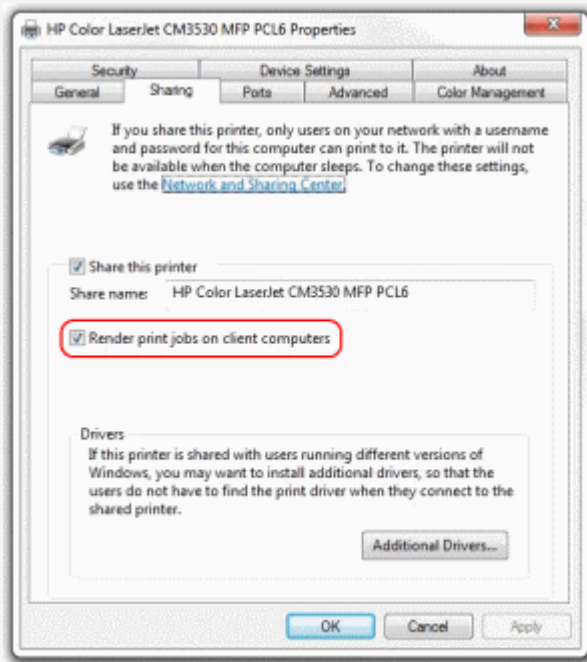 HP Color LaserJet CM3530 MFP PCL6 Properties
Security Device Settings About
General Sharing Ports Advanced Color Management
If you share this printer, only users on your network with a username
and password for this computer can print to it. The printer will not
be available when the computer sleeps. To change these settings,
use the Network and Sharing Center.
Share this printer
Share name: HP Color LaserJet CM3530 MFP PCL6
Render print jobs on client computers
Drivers
If this printer is shared with users running different versions of
Windows, you may want to install additional drivers, so that the
users do not have to find the print driver when they connect to the
shared printer.
Additional Drivers...
OK Cancel Apply